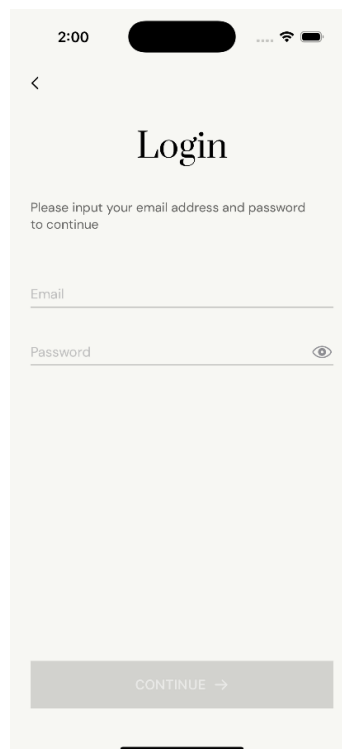 2:00
Login
Please input your email address and password
to continue
Email
Password
CONTINUE →